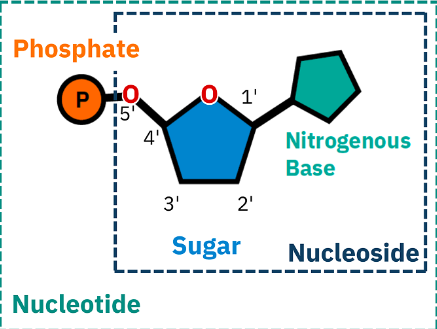 Phosphate
P
O
O
1'
5'
4'
Nitrogenous
Base
3'
2'
Sugar
Nucleoside
Nucleotide